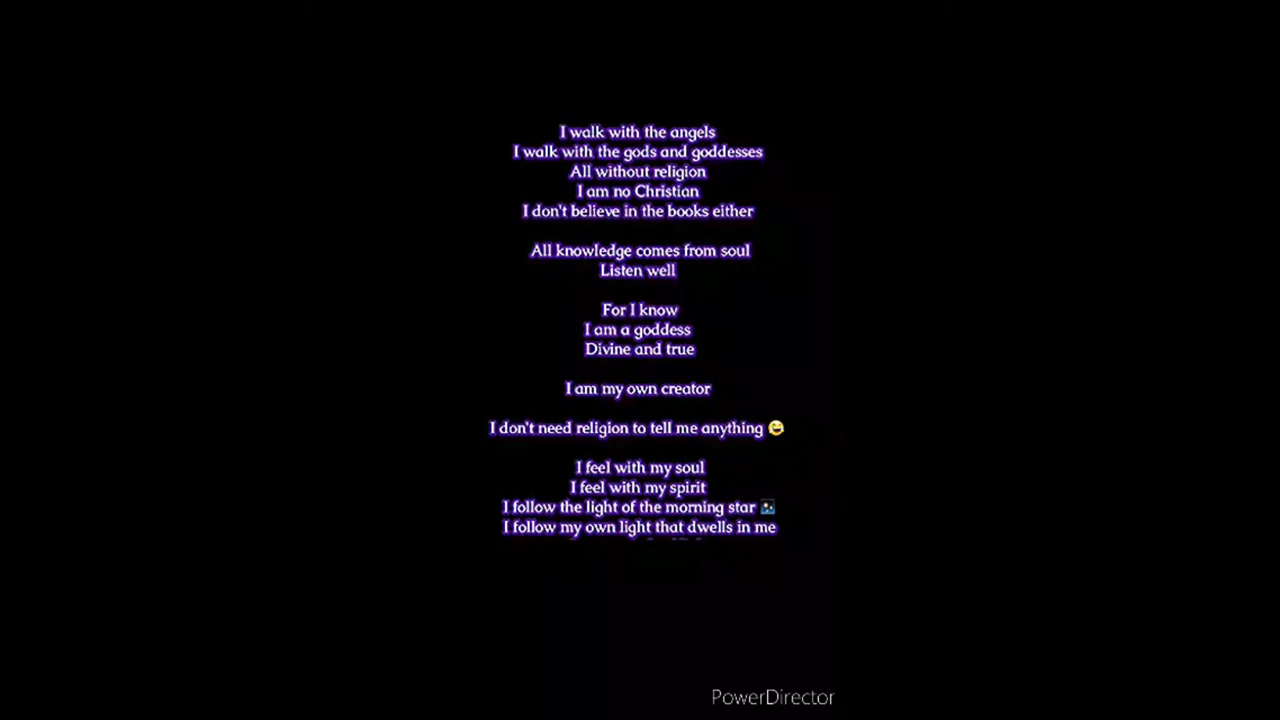 I walk with the angels
I walk with the gods and goddesses
All without religion
I am no Christian
I don't believe in the books either
All knowledge comes from soul
Listen well
For I know
I am a goddess
Divine and true
I am my own creator
I don't need religion to tell me anything 😅
I feel with my soul
I feel with my spirit
I follow the light of the morning star 🌃
I follow my own light that dwells in me
PowerDirector